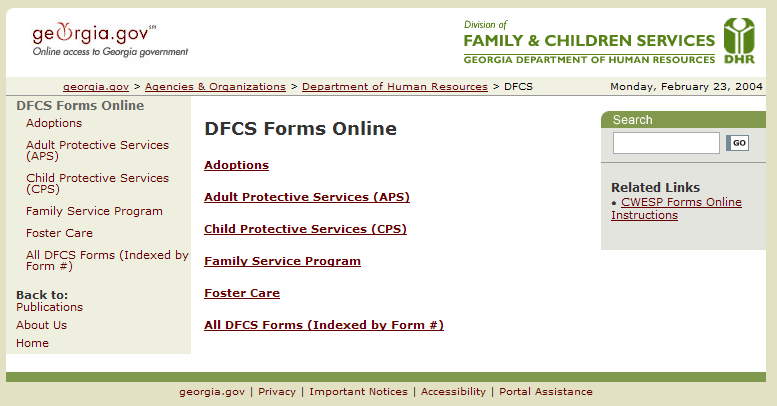 georgia.gov SM
Online access to Georgia government
Division of
FAMILY & CHILDREN SERVICES
GEORGIA DEPARTMENT OF HUMAN RESOURCES
DHR
georgia.gov > Agencies & Organizations > Department of Human Resources > DFCS
Monday, February 23, 2004
DFCS Forms Online
Adoptions
Adult Protective Services
(APS)
Child Protective Services
(CPS)
Family Service Program
Foster Care
All DFCS Forms (Indexed by
Form #)
Back to:
Publications
About Us
Home
DFCS Forms Online
Adoptions
Adult Protective Services (APS)
Child Protective Services (CPS)
Family Service Program
Foster Care
All DFCS Forms (Indexed by Form #)
Search
GO
Related Links
• CWESP Forms Online
Instructions
georgia.gov | Privacy | Important Notices | Accessibility | Portal Assistance